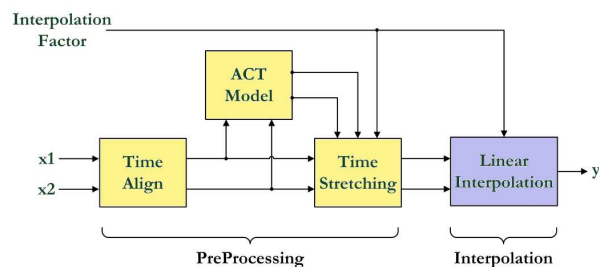 Interpolation
Factor
ACT
Model
x1
x2
Time
Align
Time
Stretching
Linear
Interpolation
y
PreProcessing
Interpolation